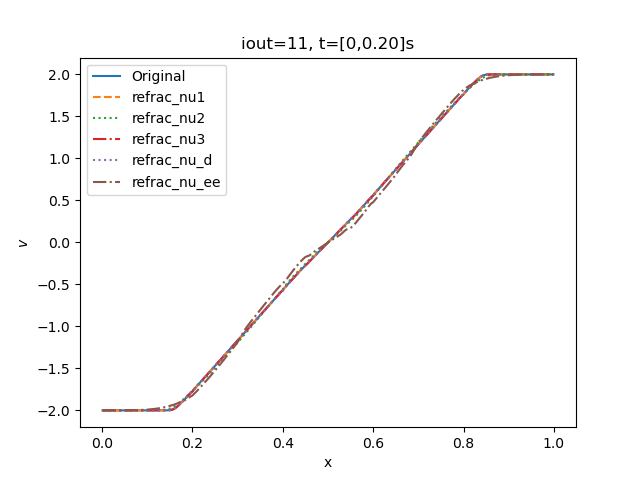 iout=11, t=[0,0.20]s
Original
refrac_nu1
refrac_nu2
refrac_nu3
refrac_nu_d
refrac_nu_ee
2.0
1.5
1.0
0.5
0.0
−0.5
−1.0
−1.5
−2.0
v
0.0 0.2 0.4 0.6 0.8 1.0
x